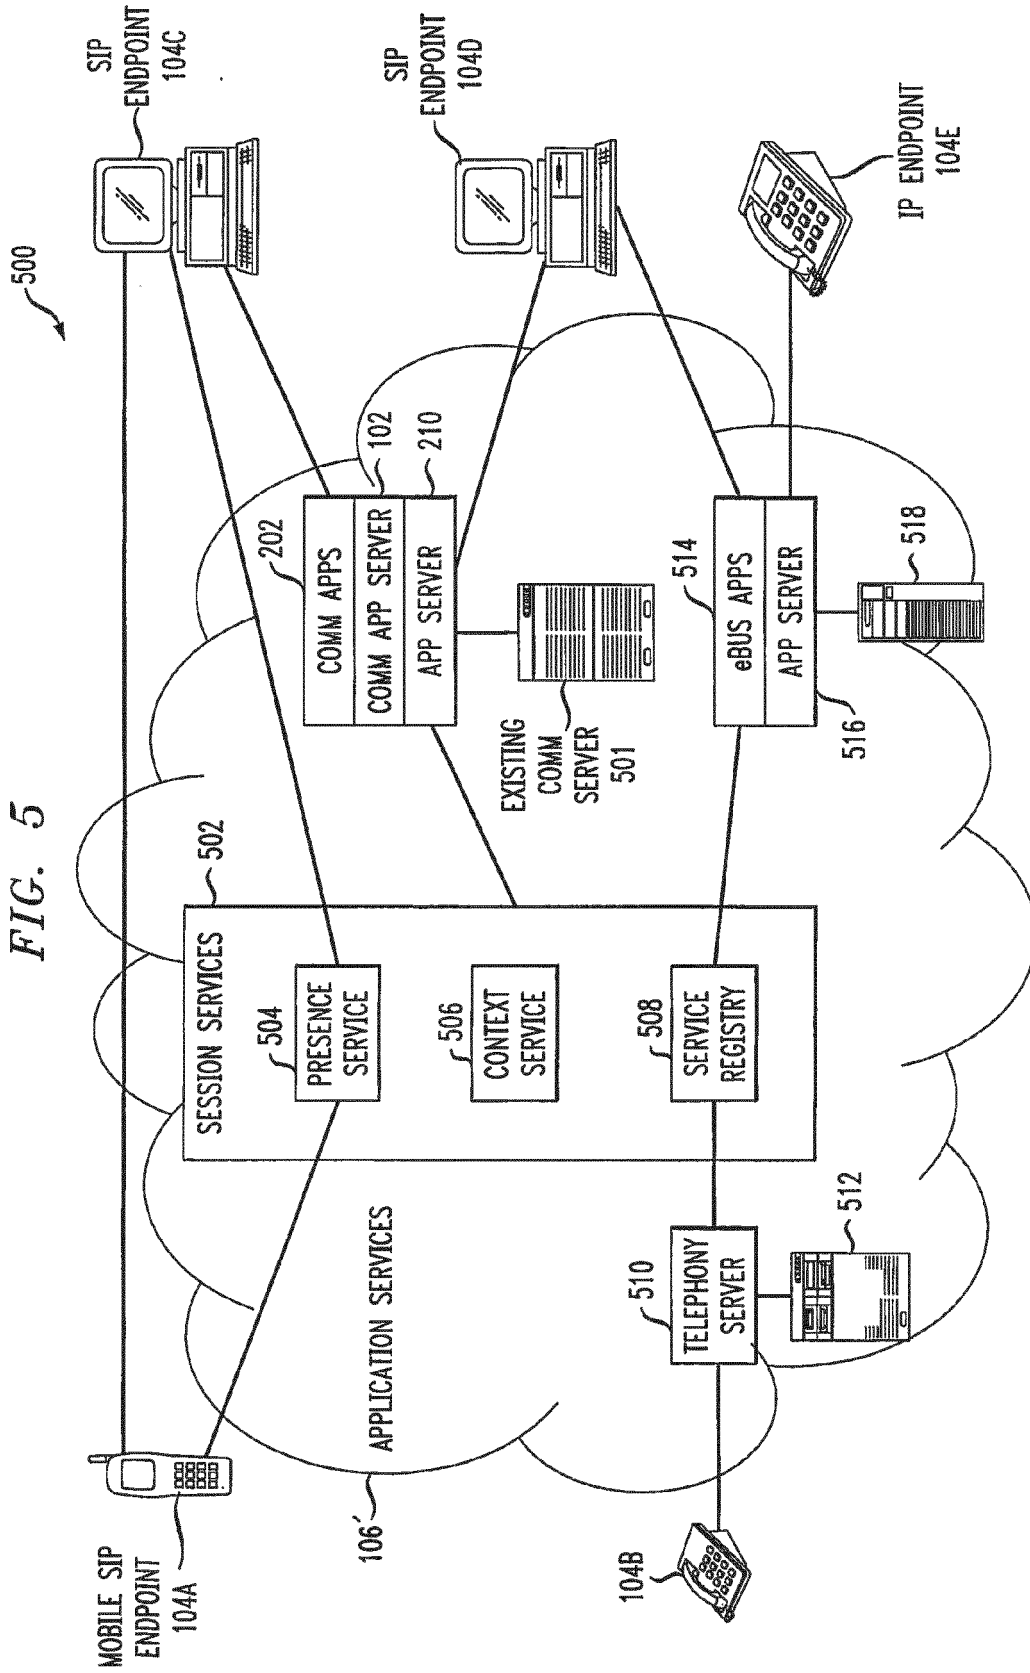 FIG. 5
500
MOBILE SIP
ENDPOINT
104A
SIP
ENDPOINT
104C
SESSION SERVICES
502
504
PRESENCE
SERVICE
202
COMM APPS
COMM APP SERVER
102
APP SERVER
210
SIP
ENDPOINT
104D
106'
APPLICATION SERVICES
506
CONTEXT
SERVICE
EXISTING
COMM
SERVER
501
510
TELEPHONY
SERVER
508
SERVICE
REGISTRY
514
eBUS APPS
APP SERVER
516
104B
512
518
IP ENDPOINT
104E